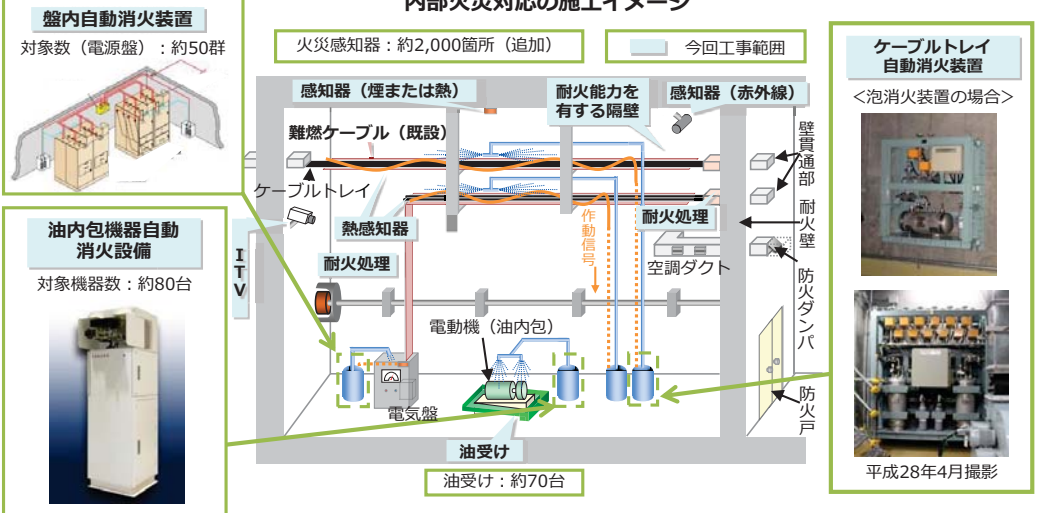 内部火災対応の施工イメージ
盤内自動消火装置
対象数（電源盤）：約50群
火災感知器：約2,000箇所（追加）
今回工事範囲
ケーブルトレイ
自動消火装置
＜泡消火装置の場合＞
平成28年4月撮影
感知器（煙または熱）
耐火能力を
有する隔壁
感知器（赤外線）
難燃ケーブル（既設）
壁貫通部
ケーブルトレイ
熱感知器
作動信号
耐火処理
耐火壁
空調ダクト
防火ダンパ
油内包機器自動
消火設備
対象機器数：約80台
ITV
耐火処理
電動機（油内包）
電気盤
防火戸
油受け
油受け：約70台